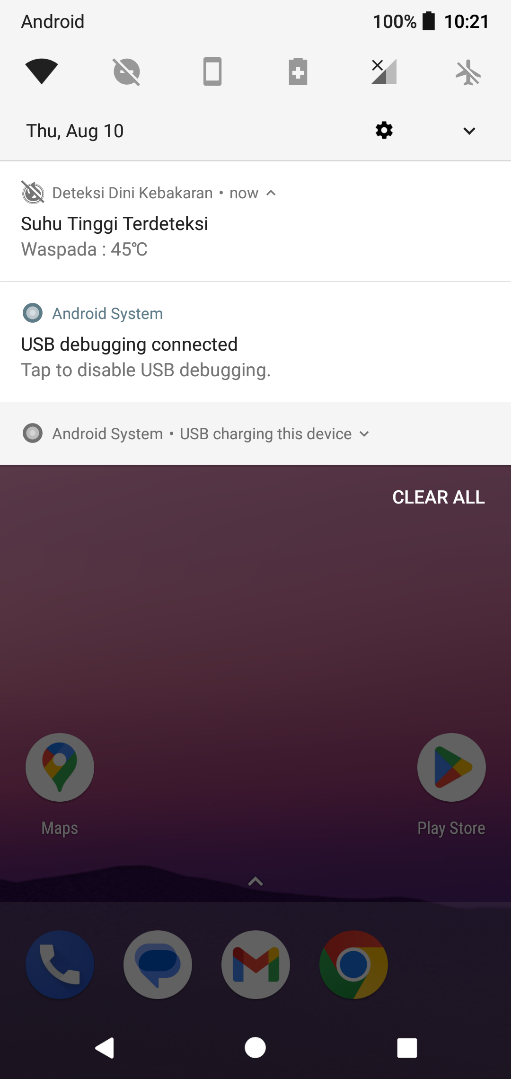 Android 100% 10:21
Thu, Aug 10
Deteksi Dini Kebakaran • now
Suhu Tinggi Terdeteksi
Waspada : 45℃
Android System
USB debugging connected
Tap to disable USB debugging.
Android System • USB charging this device
CLEAR ALL
Maps Play Store